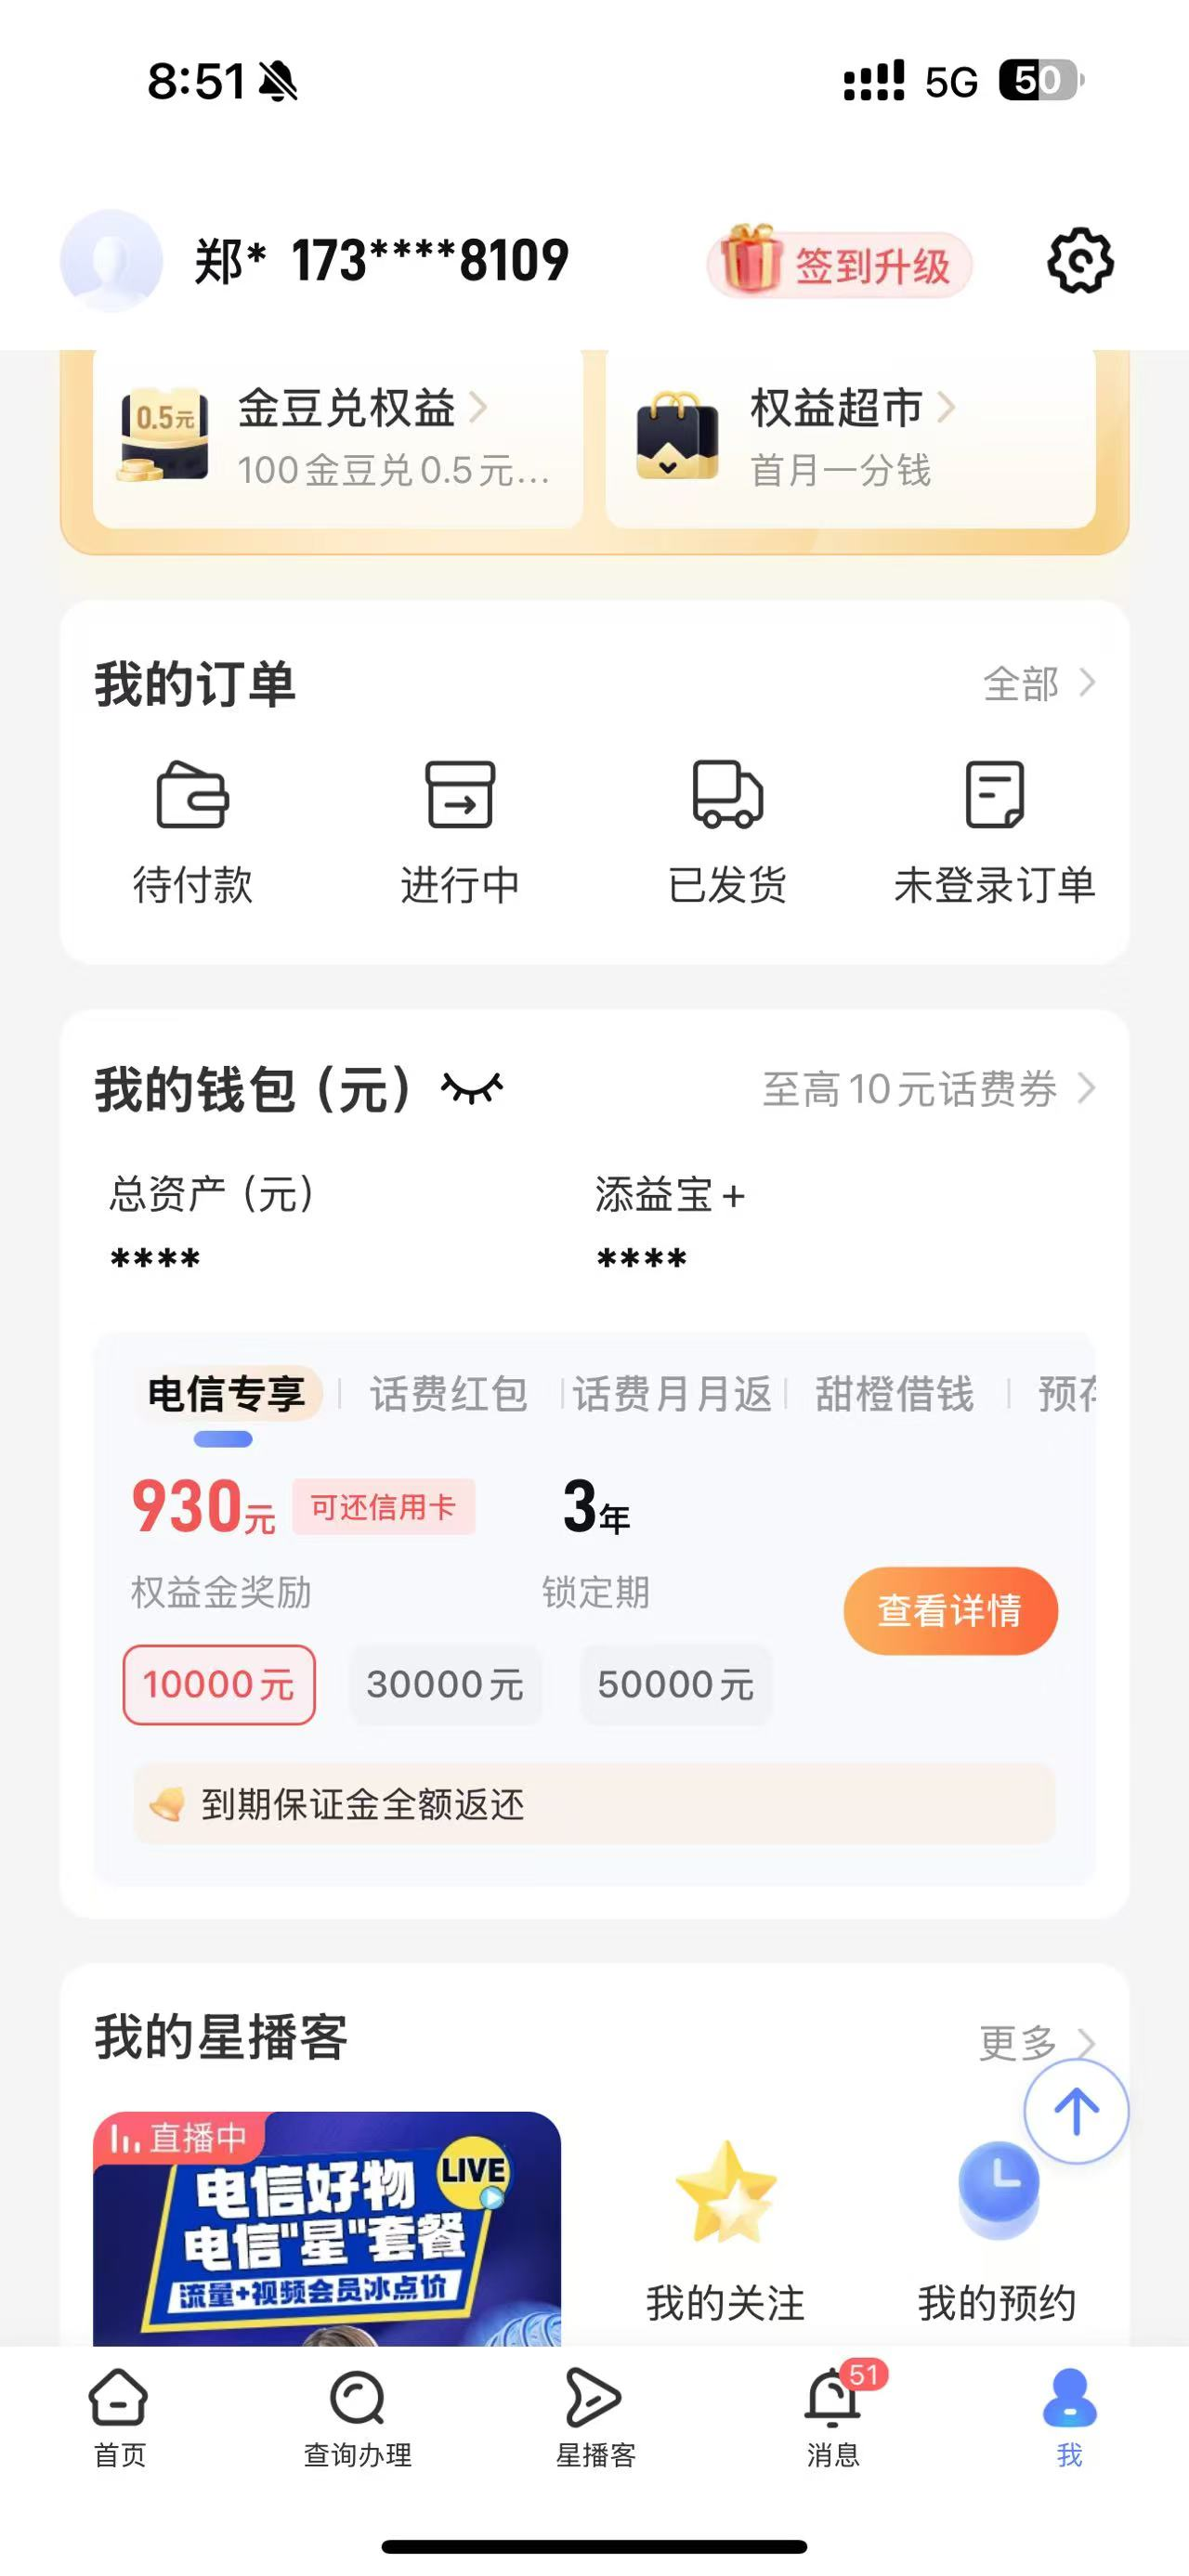 8:51 5G 50
郑* 173****8109 签到升级
0.5元 金豆兑权益 权益超市
100金豆兑0.5元... 首月一分钱
我的订单 全部
待付款 进行中 已发货 未登录订单
我的钱包（元） 至高10元话费券
总资产（元） 添益宝+
**** ****
电信专享 话费红包 话费月月返 甜橙借钱 预存
930元 可还信用卡 3年
权益金奖励 锁定期 查看详情
10000元 30000元 50000元
到期保证金全额返还
我的星播客 更多
直播中
电信好物 LIVE
电信"星"套餐
流量+视频会员冰点价
我的关注 我的预约
51
首页 查询办理 星播客 消息 我